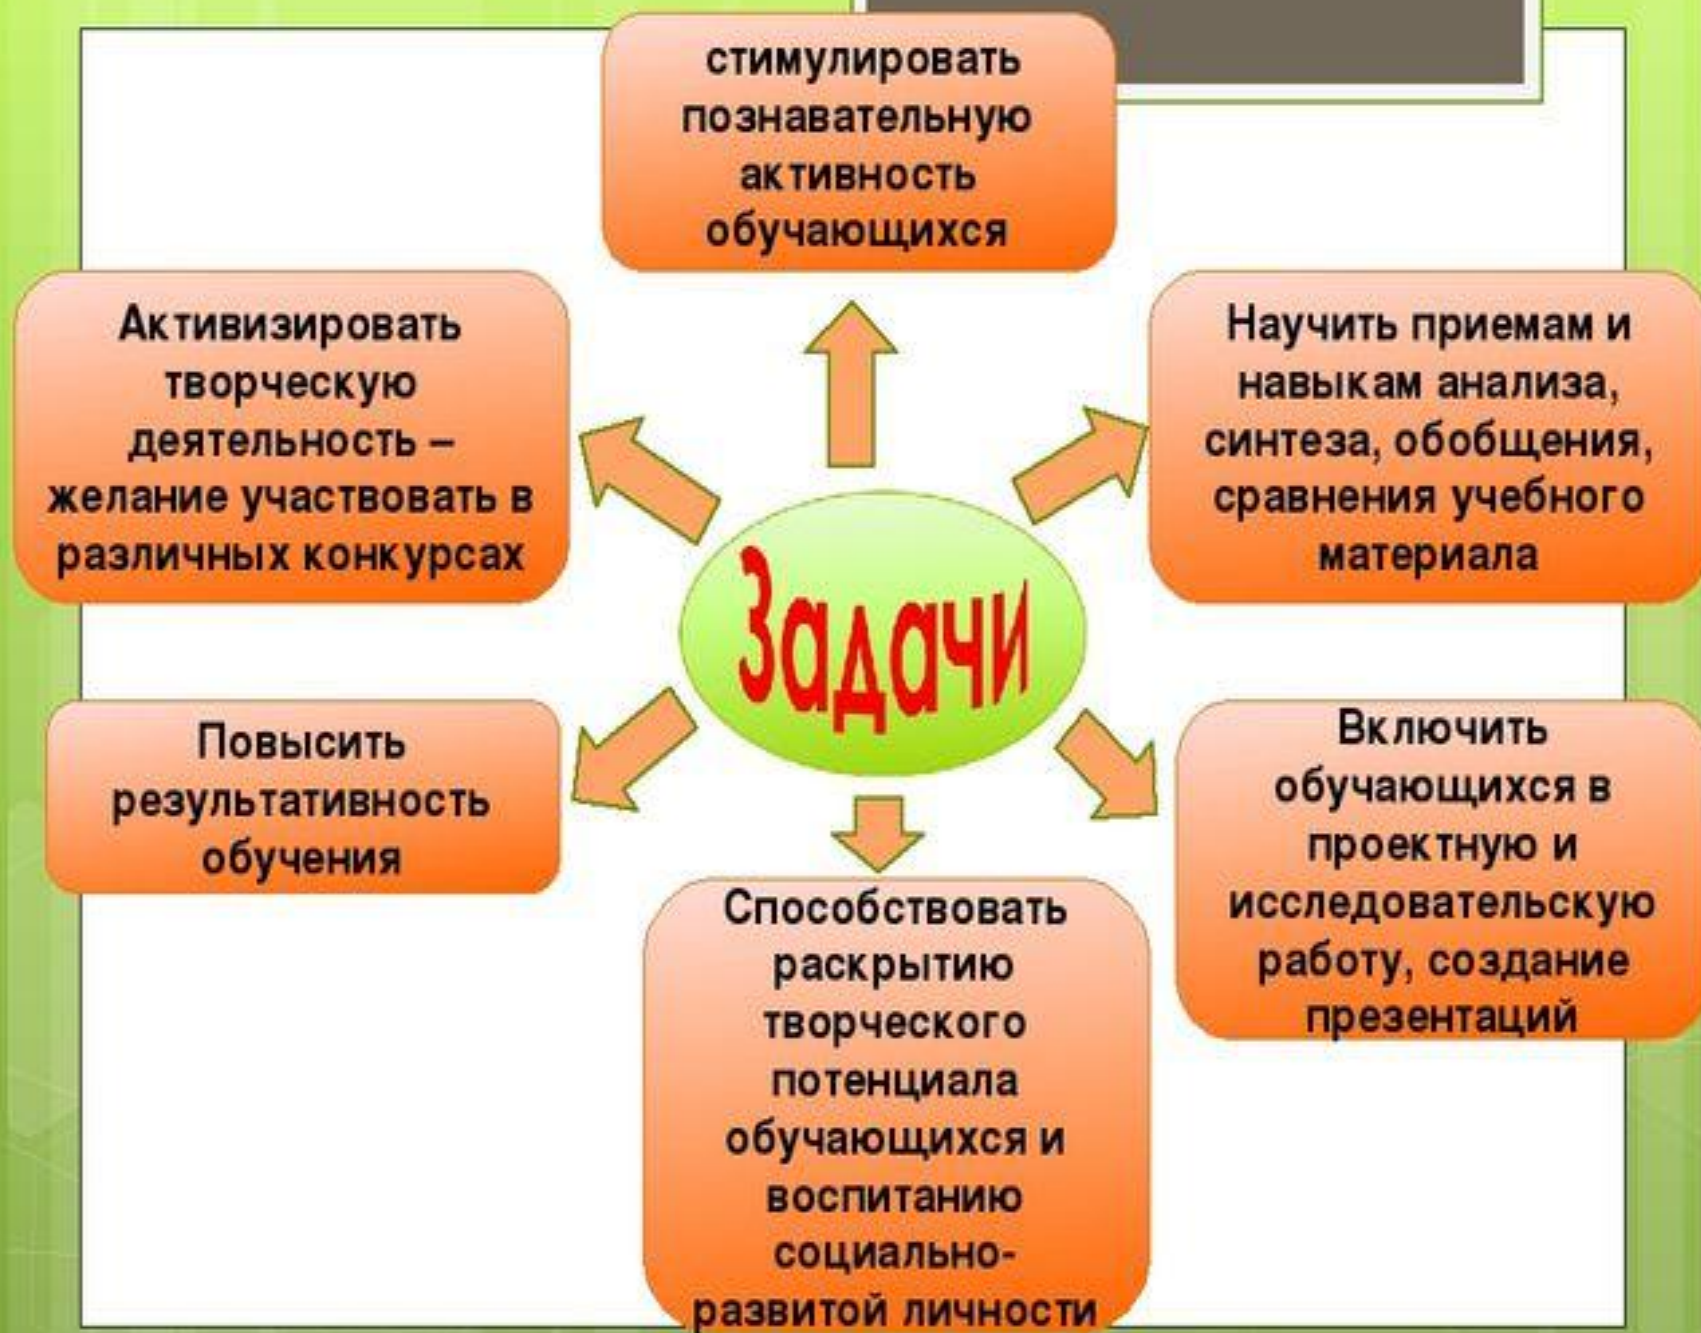 стимулировать
познавательную
активность
обучающихся
Активизировать
творческую
деятельность –
желание участвовать в
различных конкурсах
Научить приемам и
навыкам анализа,
синтеза, обобщения,
сравнения учебного
материала
Задачи
Повысить
результативность
обучения
Включить
обучающихся в
проектную и
исследовательскую
работу, создание
презентаций
Способствовать
раскрытию
творческого
потенциала
обучающихся и
воспитанию
социально-
развитой личности